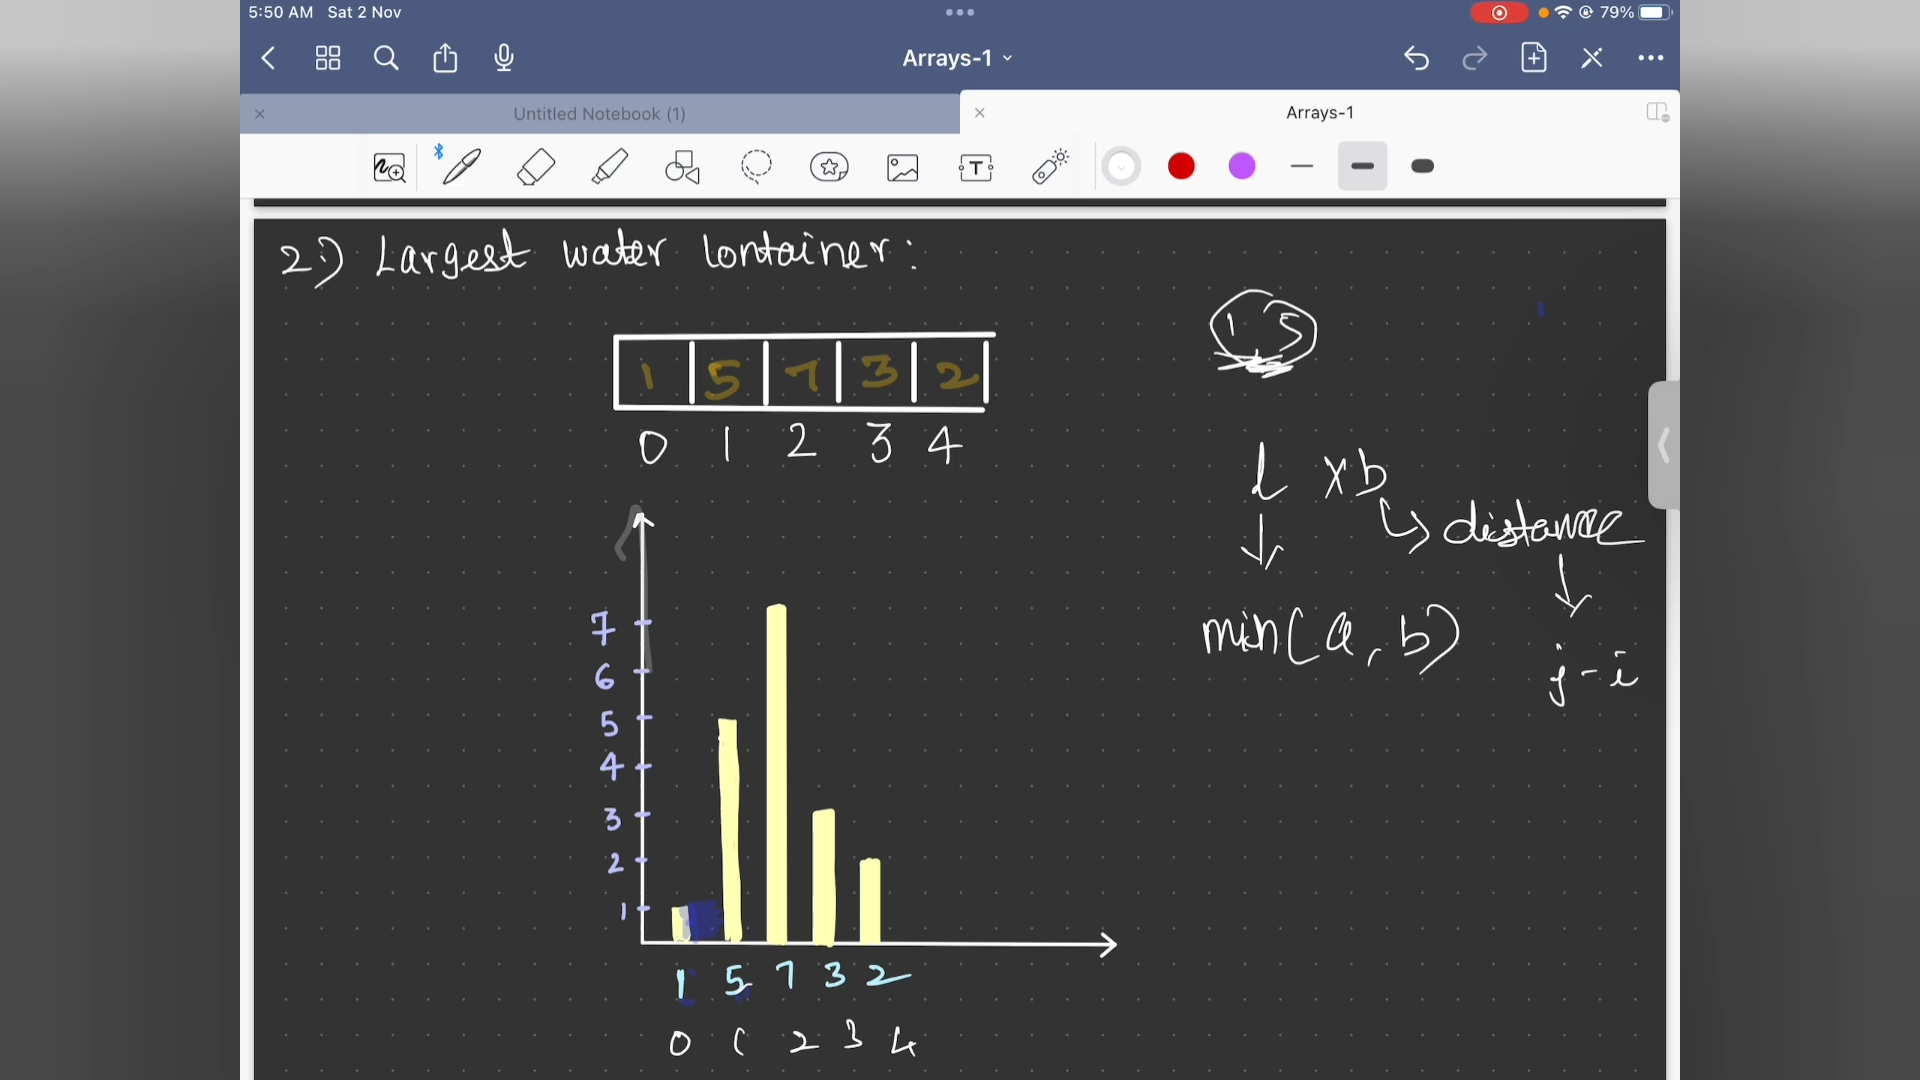 5:50 AM Sat 2 Nov
79%
Arrays-1
Untitled Notebook (1)
Arrays-1
T
2:) Largest water Container:
1 5
1 5 7 3 2
0 1 2 3 4
l x b
distance
min(a, b)
j - i
7
6
5
4
3
2
1
1 5 7 3 2
0 1 2 3 4